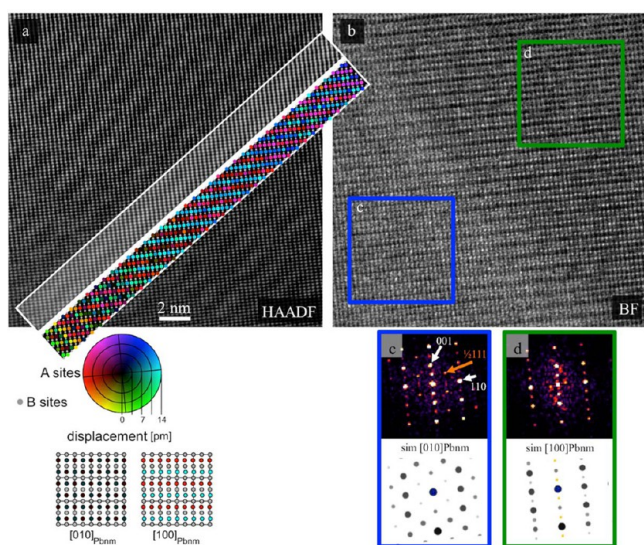 a
b
d
c
2 nm
HAADF
BF
A sites
B sites
0 7 14
displacement [pm]
[010]Pbnm
[100]Pbnm
c
001
½111
110
d
sim [010]Pbnm
sim [100]Pbnm